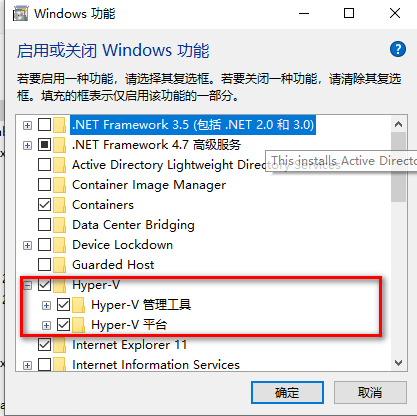 Windows 功能
启用或关闭 Windows 功能
若要启用一种功能，请选择其复选框。若要关闭一种功能，请清除其复选
框。填充的框表示仅启用该功能的一部分。
.NET Framework 3.5 (包括 .NET 2.0 和 3.0)
.NET Framework 4.7 高级服务
This installs Active Direct
Active Directory Lightweight Directory Services
Container Image Manager
Containers
Data Center Bridging
Device Lockdown
Guarded Host
Hyper-V
Hyper-V 管理工具
Hyper-V 平台
Internet Explorer 11
Internet Information Services
确定
取消